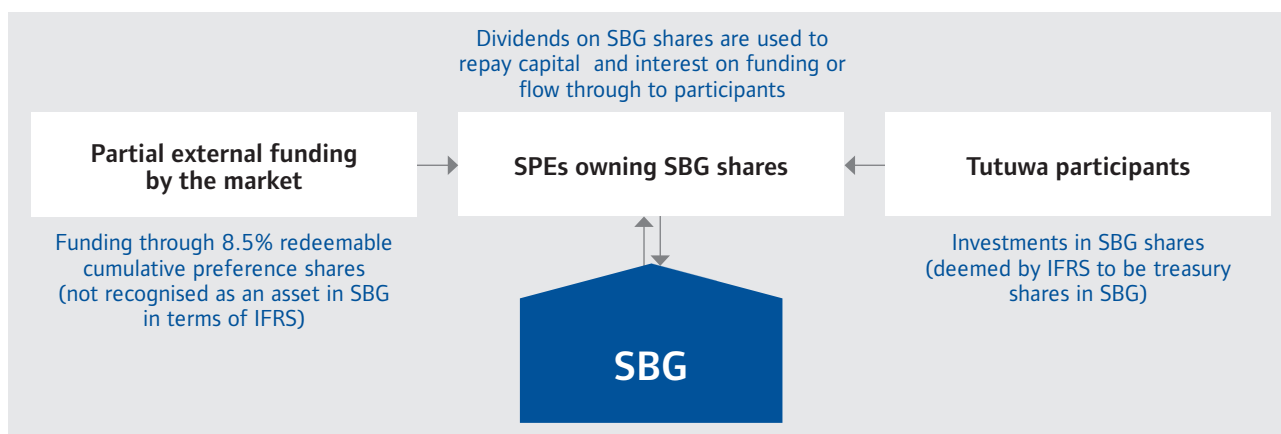 Dividends on SBG shares are used to
repay capital and interest on funding or
flow through to participants
Partial external funding
by the market
SPEs owning SBG shares
Tutuwa participants
Funding through 8.5% redeemable
cumulative preference shares
(not recognised as an asset in SBG
in terms of IFRS)
Investments in SBG shares
(deemed by IFRS to be treasury
shares in SBG)
SBG